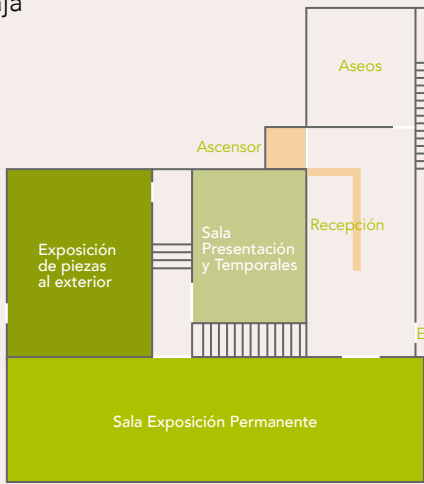 Aseos
Ascensor
Recepción
Sala
Presentación
y Temporales
Exposición
de piezas
al exterior
Sala Exposición Permanente